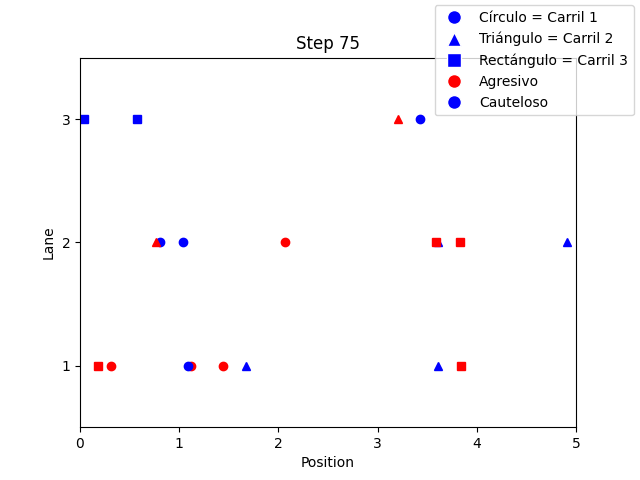 Step 75
Círculo = Carril 1
Triángulo = Carril 2
Rectángulo = Carril 3
Agresivo
Cauteloso
3
2
1
Lane
0 1 2 3 4 5
Position